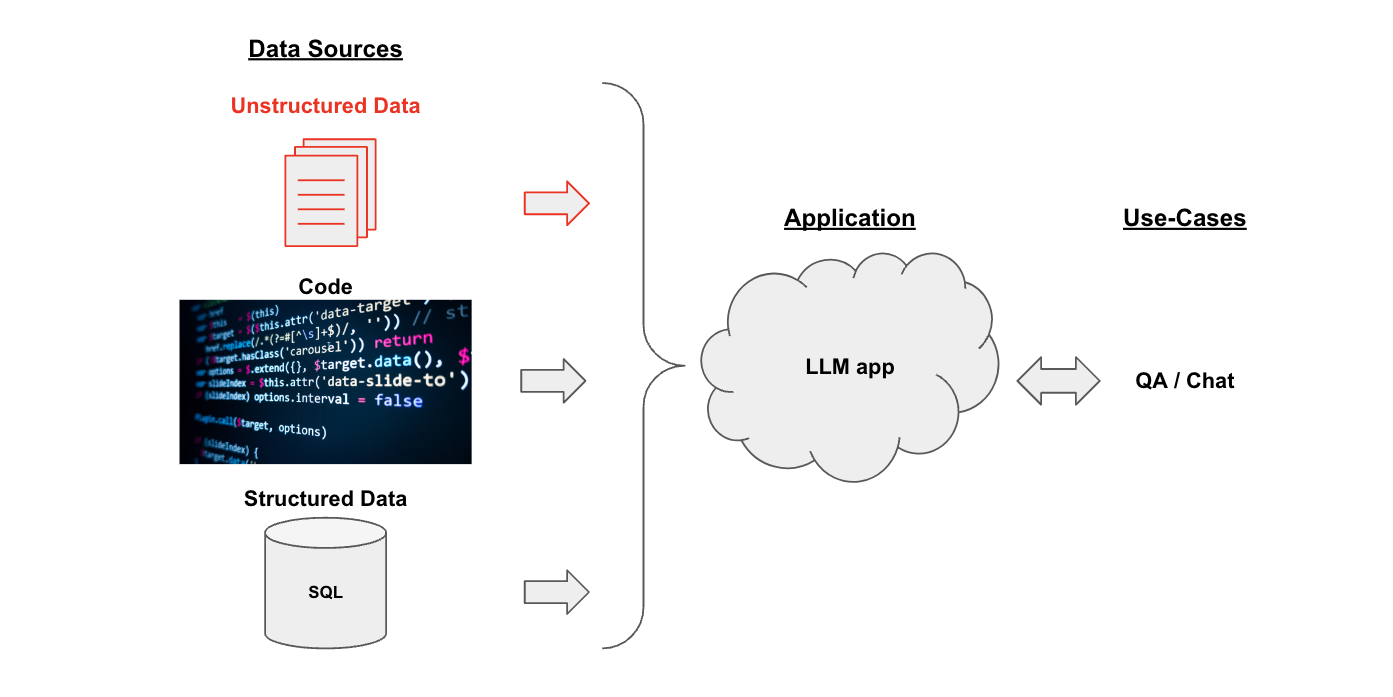 Data Sources
Unstructured Data
Code
$(this)
= $($this.attr('data-target')
.replace(/.*(?=#[^\s]+$)/, '')) // st
$target.hasClass('carousel')) return
options = $.extend({}, $target.data(), $
slideIndex = $this.attr('data-slide-to')
(slideIndex) options.interval = false
Plugin.call($target, options)
(slideIndex) {
Structured Data
SQL
Application
LLM app
Use-Cases
QA / Chat